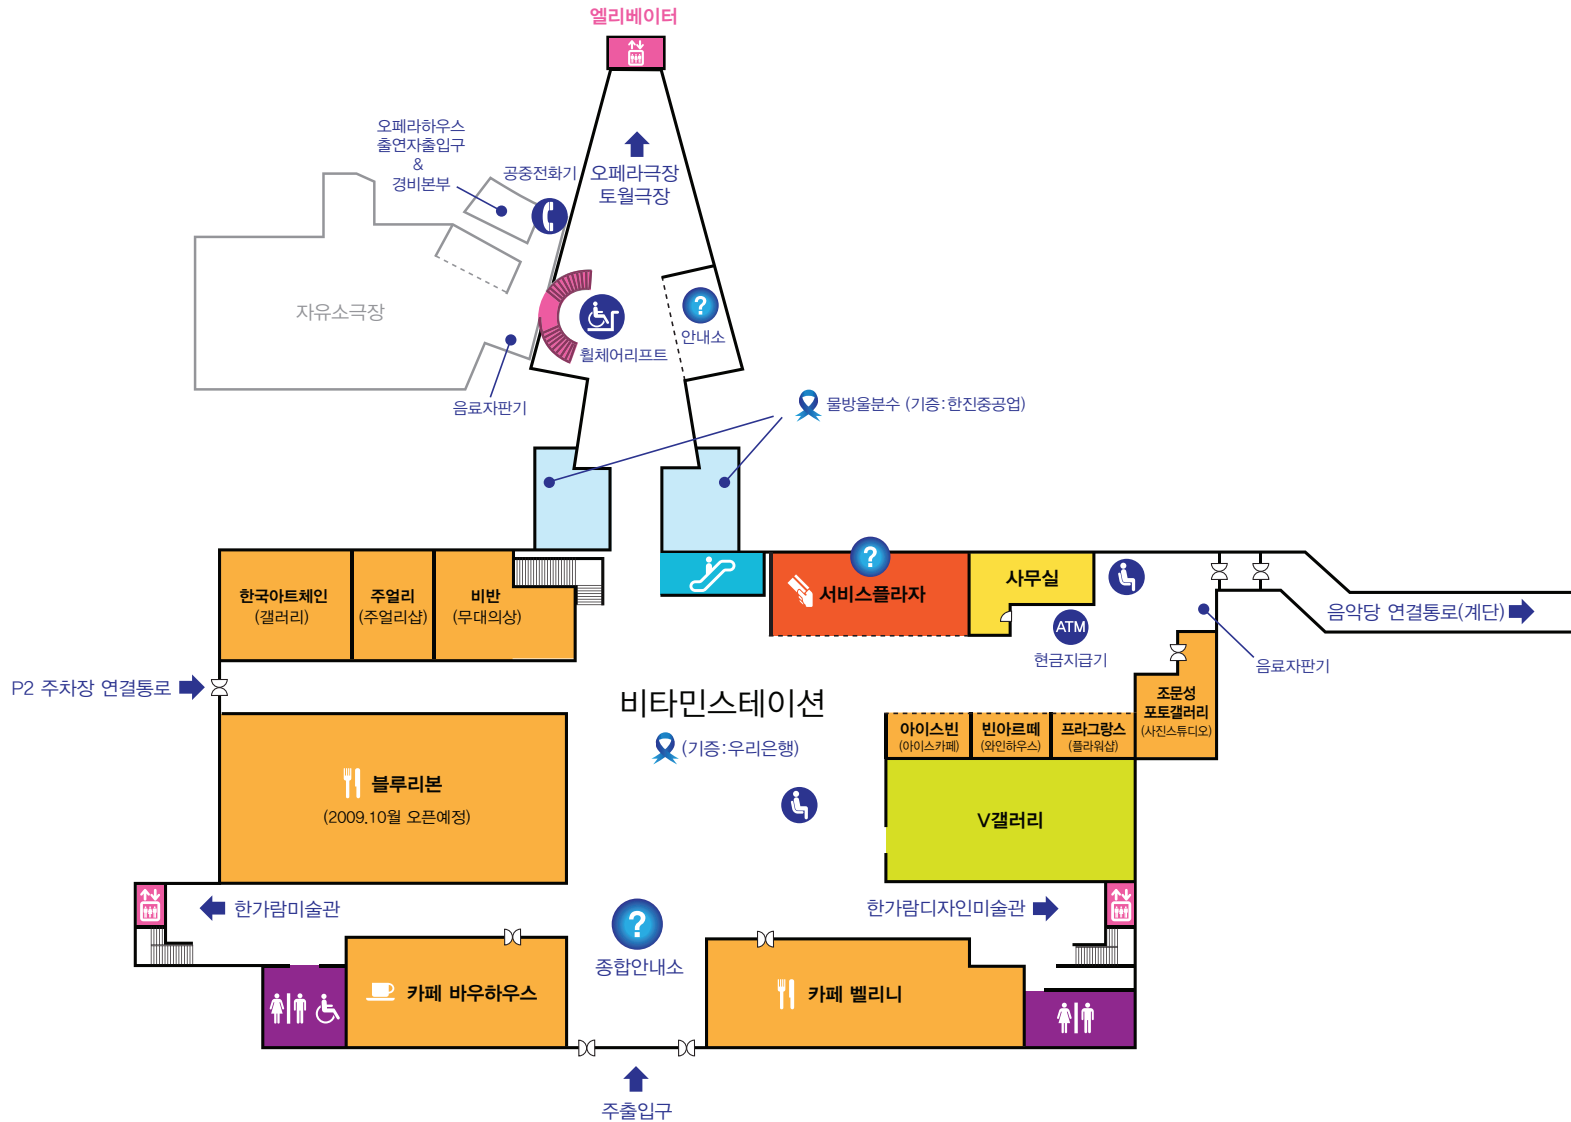 엘리베이터
오페라하우스
출연자출입구
&
경비본부
공중전화기
오페라극장
토월극장
자유소극장
?
안내소
휠체어리프트
음료자판기
물방울분수 (기증:한진중공업)
한국아트체인
(갤러리)
주얼리
(주얼리샵)
비반
(무대의상)
?
서비스플라자
사무실
ATM
현금지급기
음악당 연결통로(계단)
음료자판기
P2 주차장 연결통로
비타민스테이션
(기증:우리은행)
조문성
포토갤러리
(사진스튜디오)
아이스빈
(아이스카페)
빈아르떼
(와인하우스)
프라그랑스
(플라워샵)
블루리본
(2009.10월 오픈예정)
V갤러리
한가람미술관
?
종합안내소
한가람디자인미술관
카페 바우하우스
카페 벨리니
주출입구